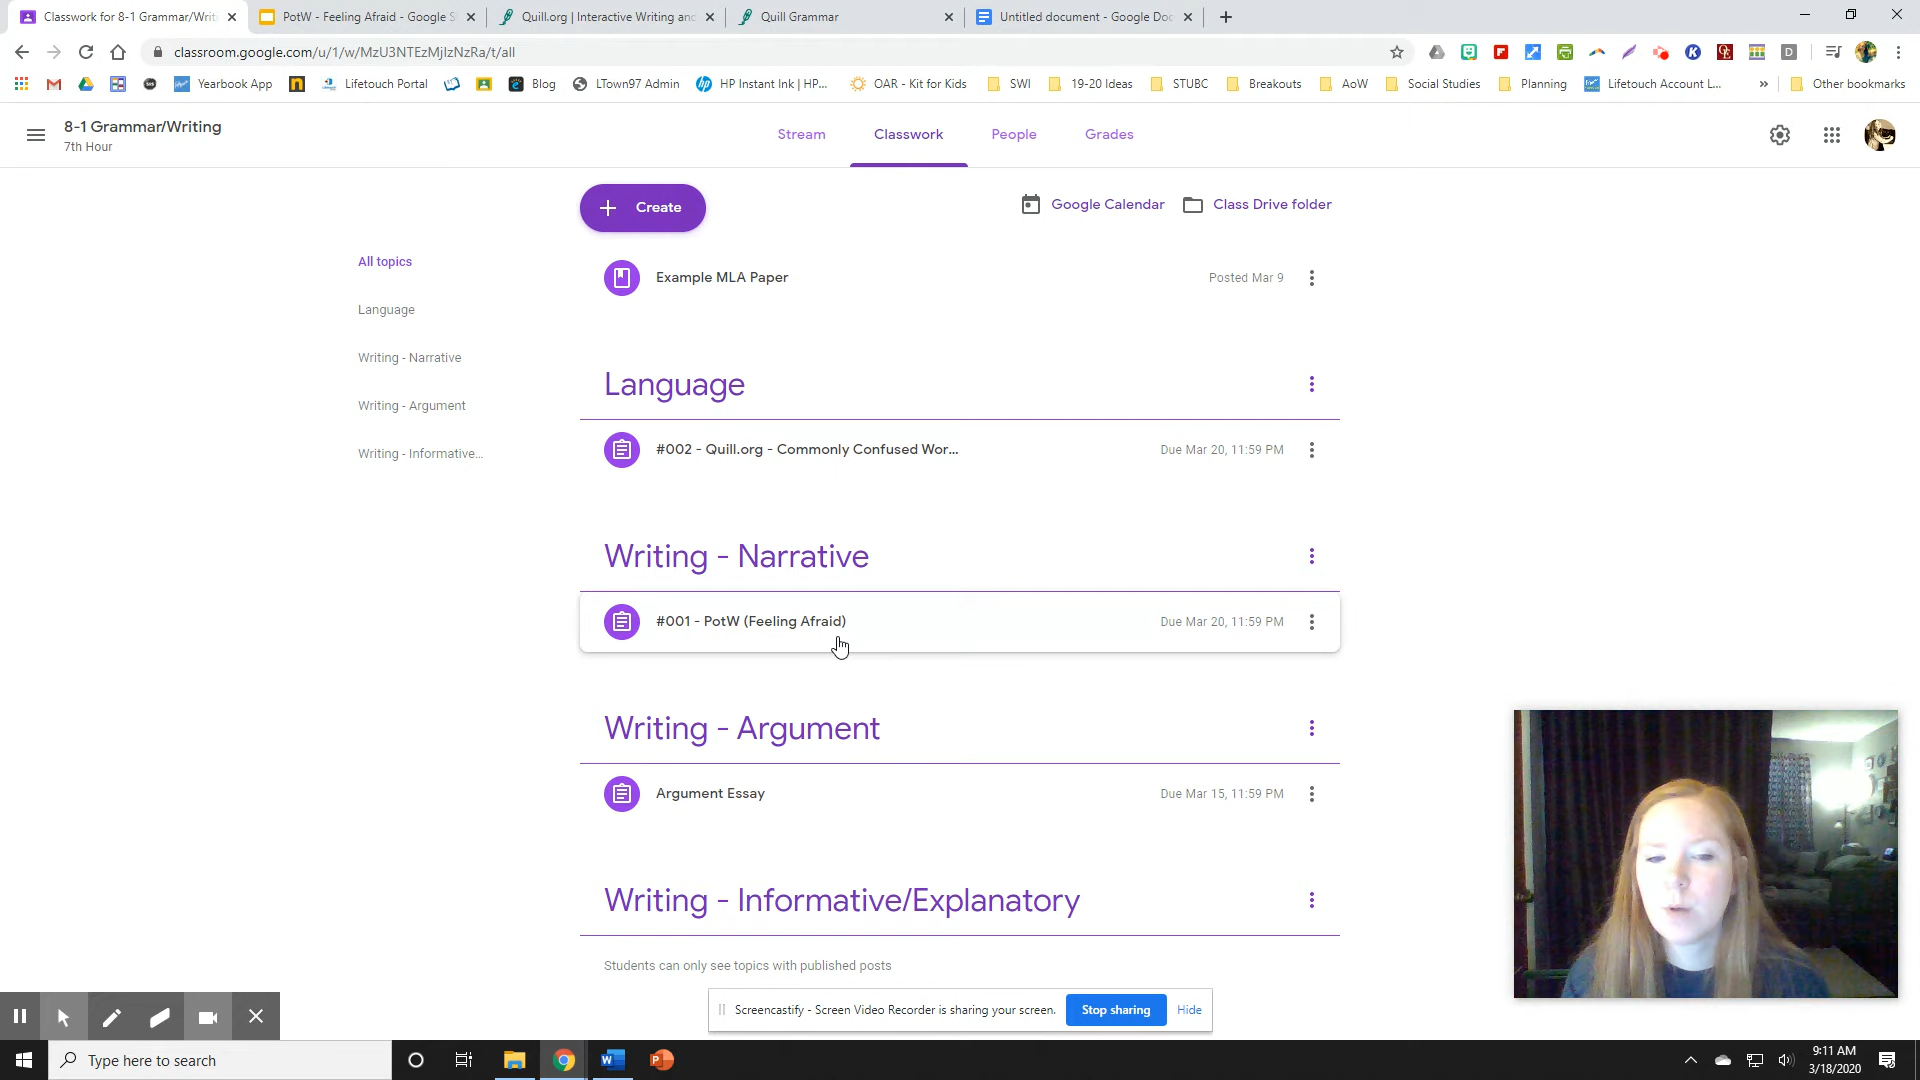 Classwork for 8-1 Grammar/Writi
PotW - Feeling Afraid - Google S
Quill.org | Interactive Writing and
Quill Grammar
Untitled document - Google Doc
classroom.google.com/u/1/w/MzU3NTEzMjIzNzRa/t/all
Yearbook App
Lifetouch Portal
Blog
LTown97 Admin
HP Instant Ink | HP...
OAR - Kit for Kids
SWI
19-20 Ideas
STUBC
Breakouts
AoW
Social Studies
Planning
Lifetouch Account L...
»
Other bookmarks
8-1 Grammar/Writing
7th Hour
Stream
Classwork
People
Grades
Create
Google Calendar
Class Drive folder
All topics
Language
Writing - Narrative
Writing - Argument
Writing - Informative...
Example MLA Paper
Posted Mar 9
Language
#002 - Quill.org - Commonly Confused Wor...
Due Mar 20, 11:59 PM
Writing - Narrative
#001 - PotW (Feeling Afraid)
Due Mar 20, 11:59 PM
Writing - Argument
Argument Essay
Due Mar 15, 11:59 PM
Writing - Informative/Explanatory
Students can only see topics with published posts
Screencastify - Screen Video Recorder is sharing your screen.
Stop sharing
Hide
Type here to search
9:11 AM
3/18/2020